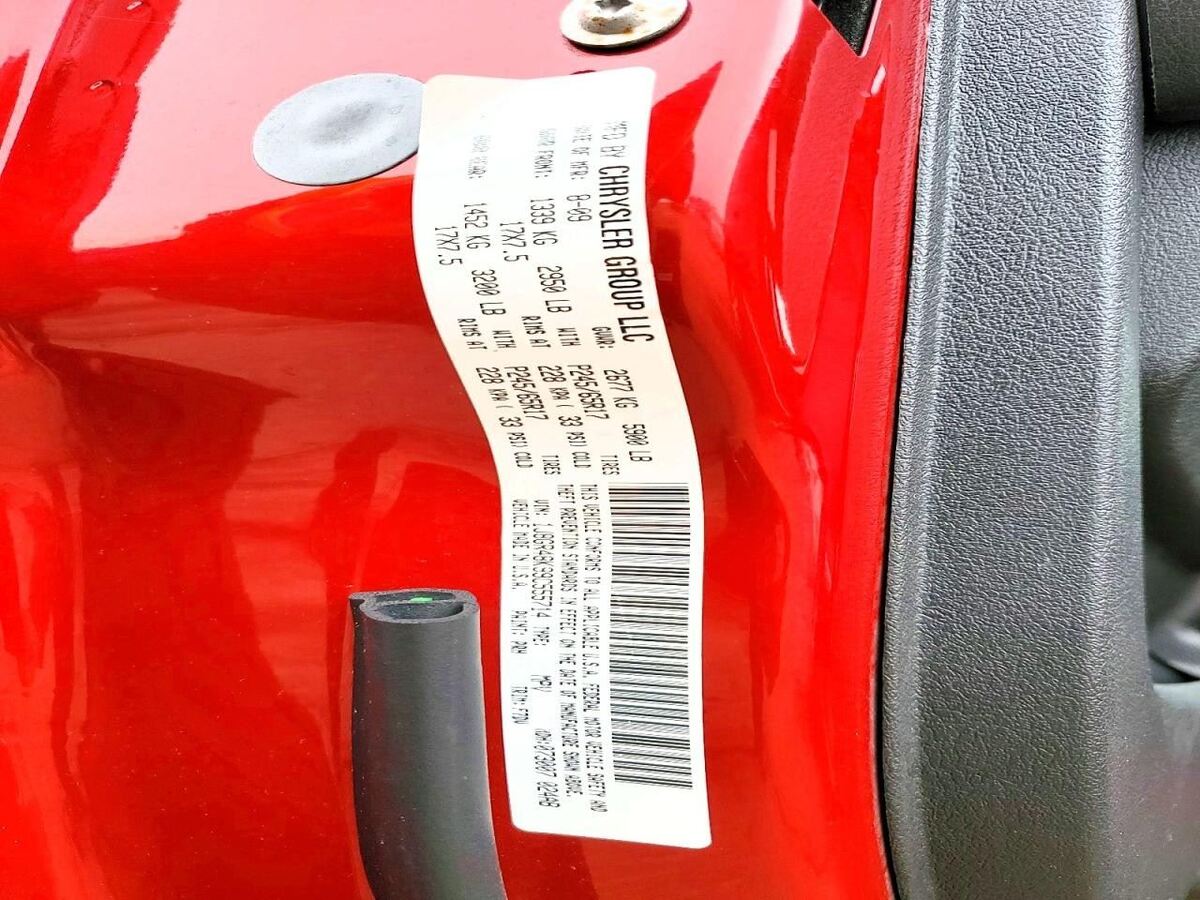 MFD BY CHRYSLER GROUP LLC
DATE OF MFR: 8-09 GVWR: 2677 KG 5900 LB
GAWR FRONT: 1339 KG 2950 LB WITH P245/65R17 TIRES
17X7.5 RIMS AT 228 KPA ( 33 PSI) COLD
GAWR REAR: 1452 KG 3200 LB WITH P245/65R17 TIRES
17X7.5 RIMS AT 228 KPA ( 33 PSI) COLD
THIS VEHICLE CONFORMS TO ALL APPLICABLE U.S.A. FEDERAL MOTOR VEHICLE SAFETY AND
THEFT PREVENTION STANDARDS IN EFFECT ON THE DATE OF MANUFACTURE SHOWN ABOVE.
VIN: 1J8GR48K99C555714 TYPE: MPV MDH:073007
VEHICLE MADE IN U.S.A. PAINT: PRH TRIM: